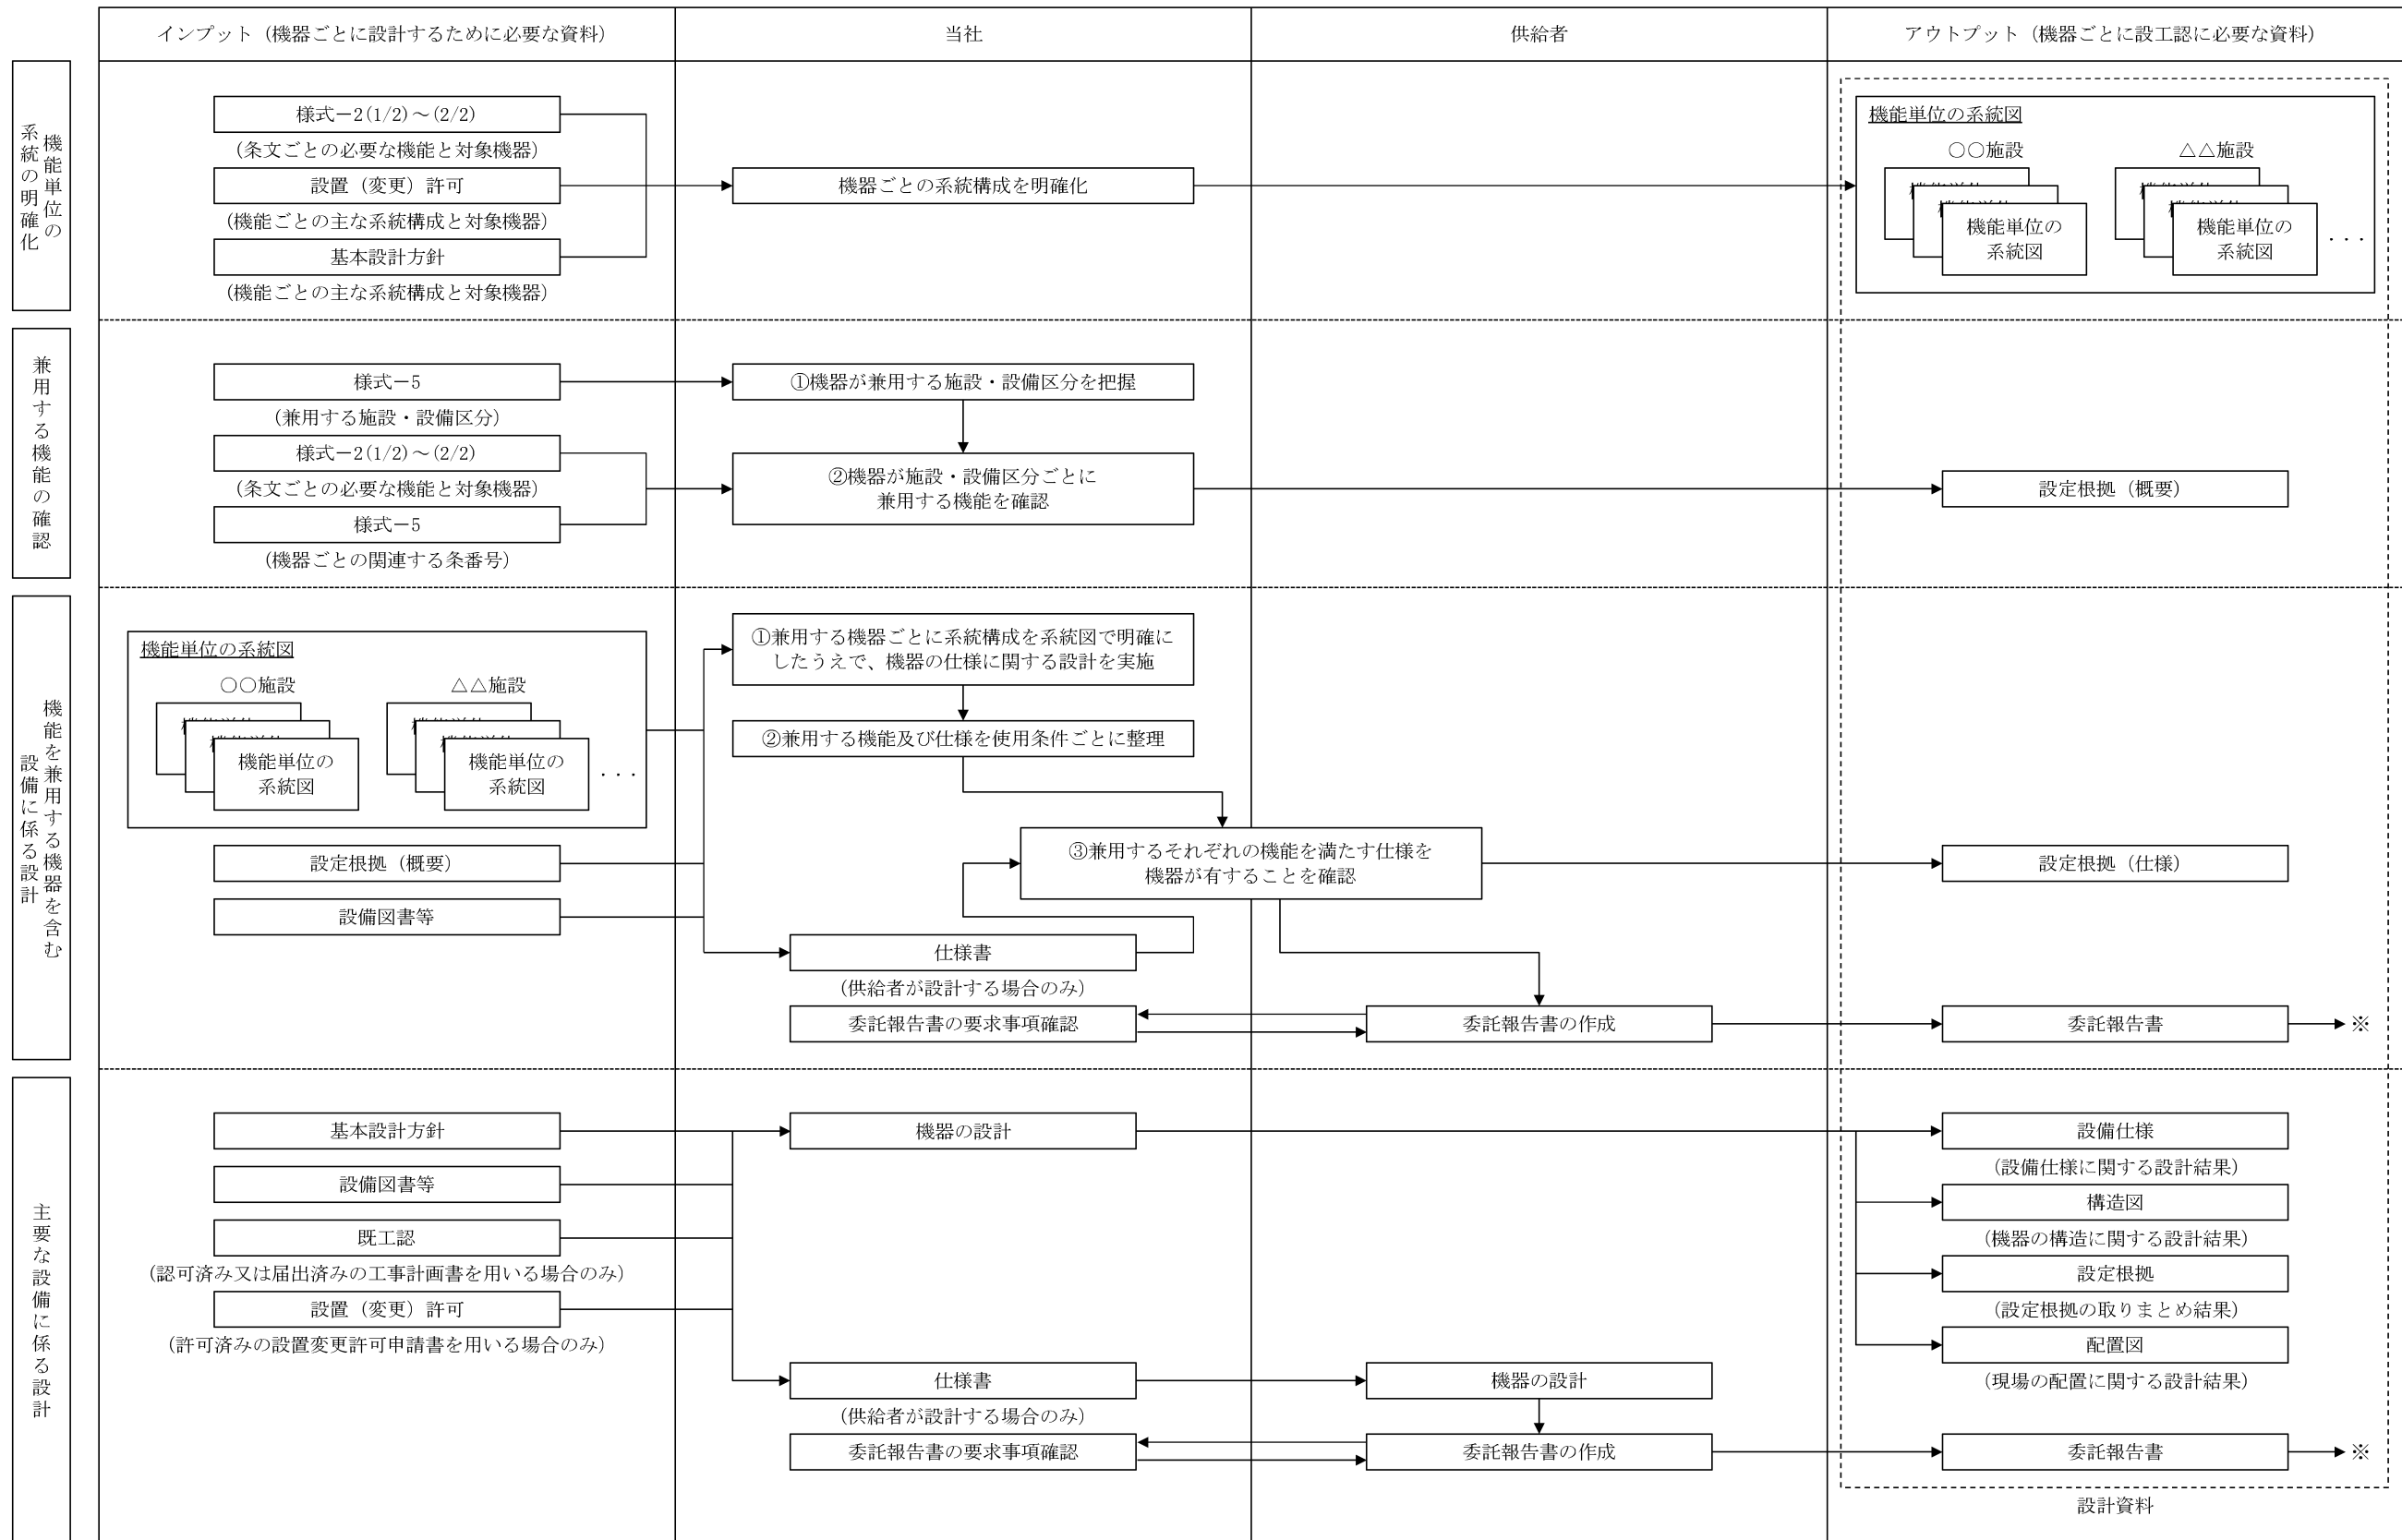 インプット（機器ごとに設計するために必要な資料）
当社
供給者
アウトプット（機器ごとに設工認に必要な資料）
機能単位の
系統の明確化
様式－2(1/2)～(2/2)
（条文ごとの必要な機能と対象機器）
設置（変更）許可
（機能ごとの主な系統構成と対象機器）
基本設計方針
（機能ごとの主な系統構成と対象機器）
機器ごとの系統構成を明確化
機能単位の系統図
○○施設
△△施設
機能単位の
系統図
機能単位の
系統図
・・・
兼用する機能の確認
様式－5
（兼用する施設・設備区分）
様式－2(1/2)～(2/2)
（条文ごとの必要な機能と対象機器）
様式－5
（機器ごとの関連する条番号）
①機器が兼用する施設・設備区分を把握
②機器が施設・設備区分ごとに
兼用する機能を確認
設定根拠（概要）
機能を兼用する機器を含む
設備に係る設計
機能単位の系統図
○○施設
△△施設
機能単位の
系統図
機能単位の
系統図
・・・
設定根拠（概要）
設備図書等
①兼用する機器ごとに系統構成を系統図で明確に
したうえで、機器の仕様に関する設計を実施
②兼用する機能及び仕様を使用条件ごとに整理
③兼用するそれぞれの機能を満たす仕様を
機器が有することを確認
設定根拠（仕様）
仕様書
（供給者が設計する場合のみ）
委託報告書の要求事項確認
委託報告書の作成
委託報告書
※
主要な設備に係る設計
基本設計方針
設備図書等
既工認
（認可済み又は届出済みの工事計画書を用いる場合のみ）
設置（変更）許可
（許可済みの設置変更許可申請書を用いる場合のみ）
機器の設計
設備仕様
（設備仕様に関する設計結果）
構造図
（機器の構造に関する設計結果）
設定根拠
（設定根拠の取りまとめ結果）
配置図
（現場の配置に関する設計結果）
仕様書
（供給者が設計する場合のみ）
機器の設計
委託報告書の要求事項確認
委託報告書の作成
委託報告書
※
設計資料